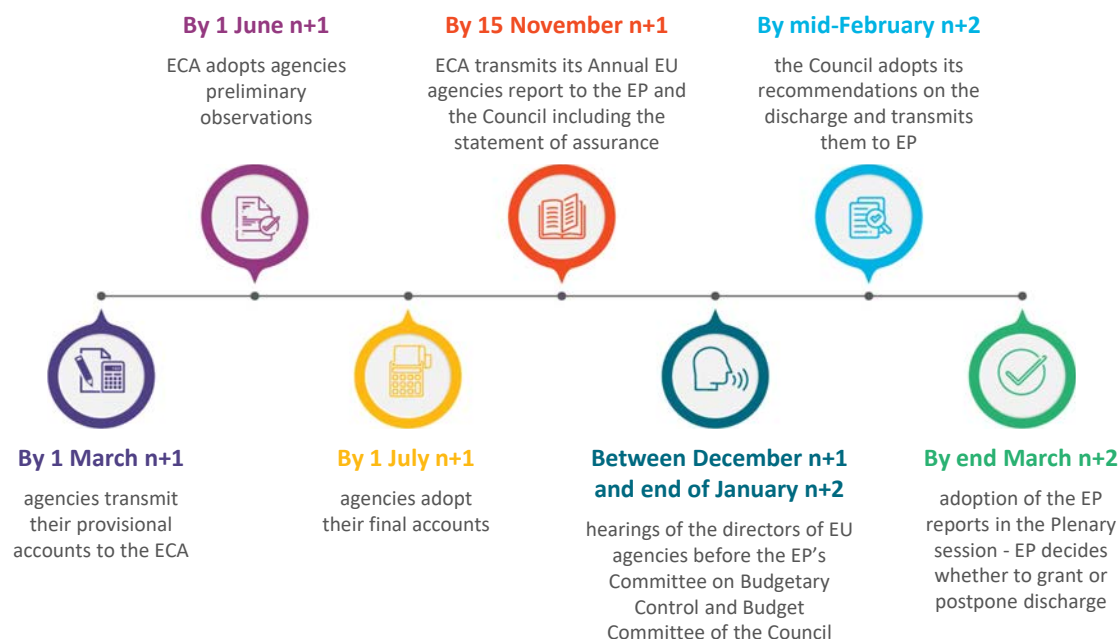 By 1 June n+1
ECA adopts agencies
preliminary
observations
By 15 November n+1
ECA transmits its Annual EU
agencies report to the EP and
the Council including the
statement of assurance
By mid-February n+2
the Council adopts its
recommendations on the
discharge and transmits
them to EP
By 1 March n+1
agencies transmit
their provisional
accounts to the ECA
By 1 July n+1
agencies adopt
their final accounts
Between December n+1
and end of January n+2
hearings of the directors of EU
agencies before the EP’s
Committee on Budgetary
Control and Budget
Committee of the Council
By end March n+2
adoption of the EP
reports in the Plenary
session - EP decides
whether to grant or
postpone discharge